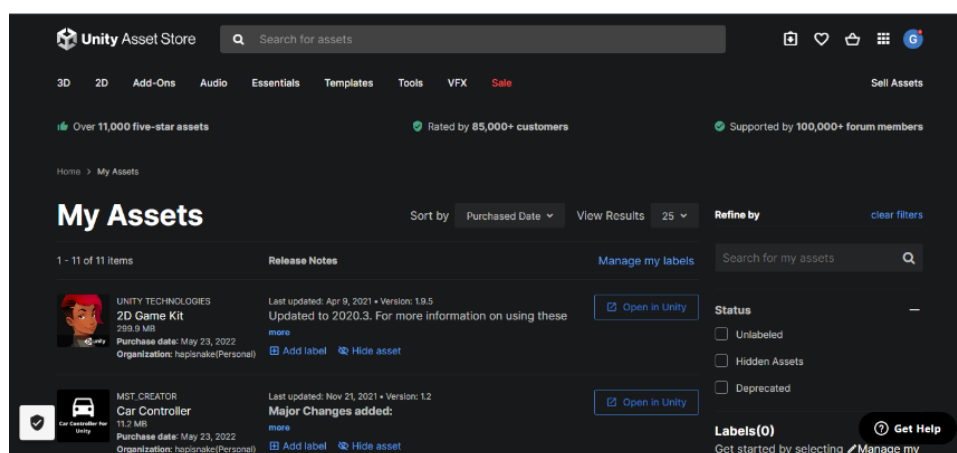 Unity Asset Store
Search for assets
G
3D 2D Add-Ons Audio Essentials Templates Tools VFX Sale
Sell Assets
Over 11,000 five-star assets
Rated by 85,000+ customers
Supported by 100,000+ forum members
Home > My Assets
My Assets
Sort by Purchased Date
View Results 25
Refine by
clear filters
1 - 11 of 11 items
Release Notes
Manage my labels
Search for my assets
UNITY TECHNOLOGIES
2D Game Kit
299.9 MB
Purchase date: May 23, 2022
Organization: hapisnake(Personal)
unity
Last updated: Apr 9, 2021 • Version: 1.9.5
Updated to 2020.3. For more information on using these
more
Add label Hide asset
Open in Unity
Status
Unlabeled
Hidden Assets
Deprecated
MST_CREATOR
Car Controller
11.2 MB
Purchase date: May 23, 2022
Organization: hapisnake(Personal)
Car Controller For
Unity
Last updated: Nov 21, 2021 • Version: 1.2
Major Changes added:
more
Add label Hide asset
Open in Unity
Labels(0)
Get started by selecting Manage my
Get Help